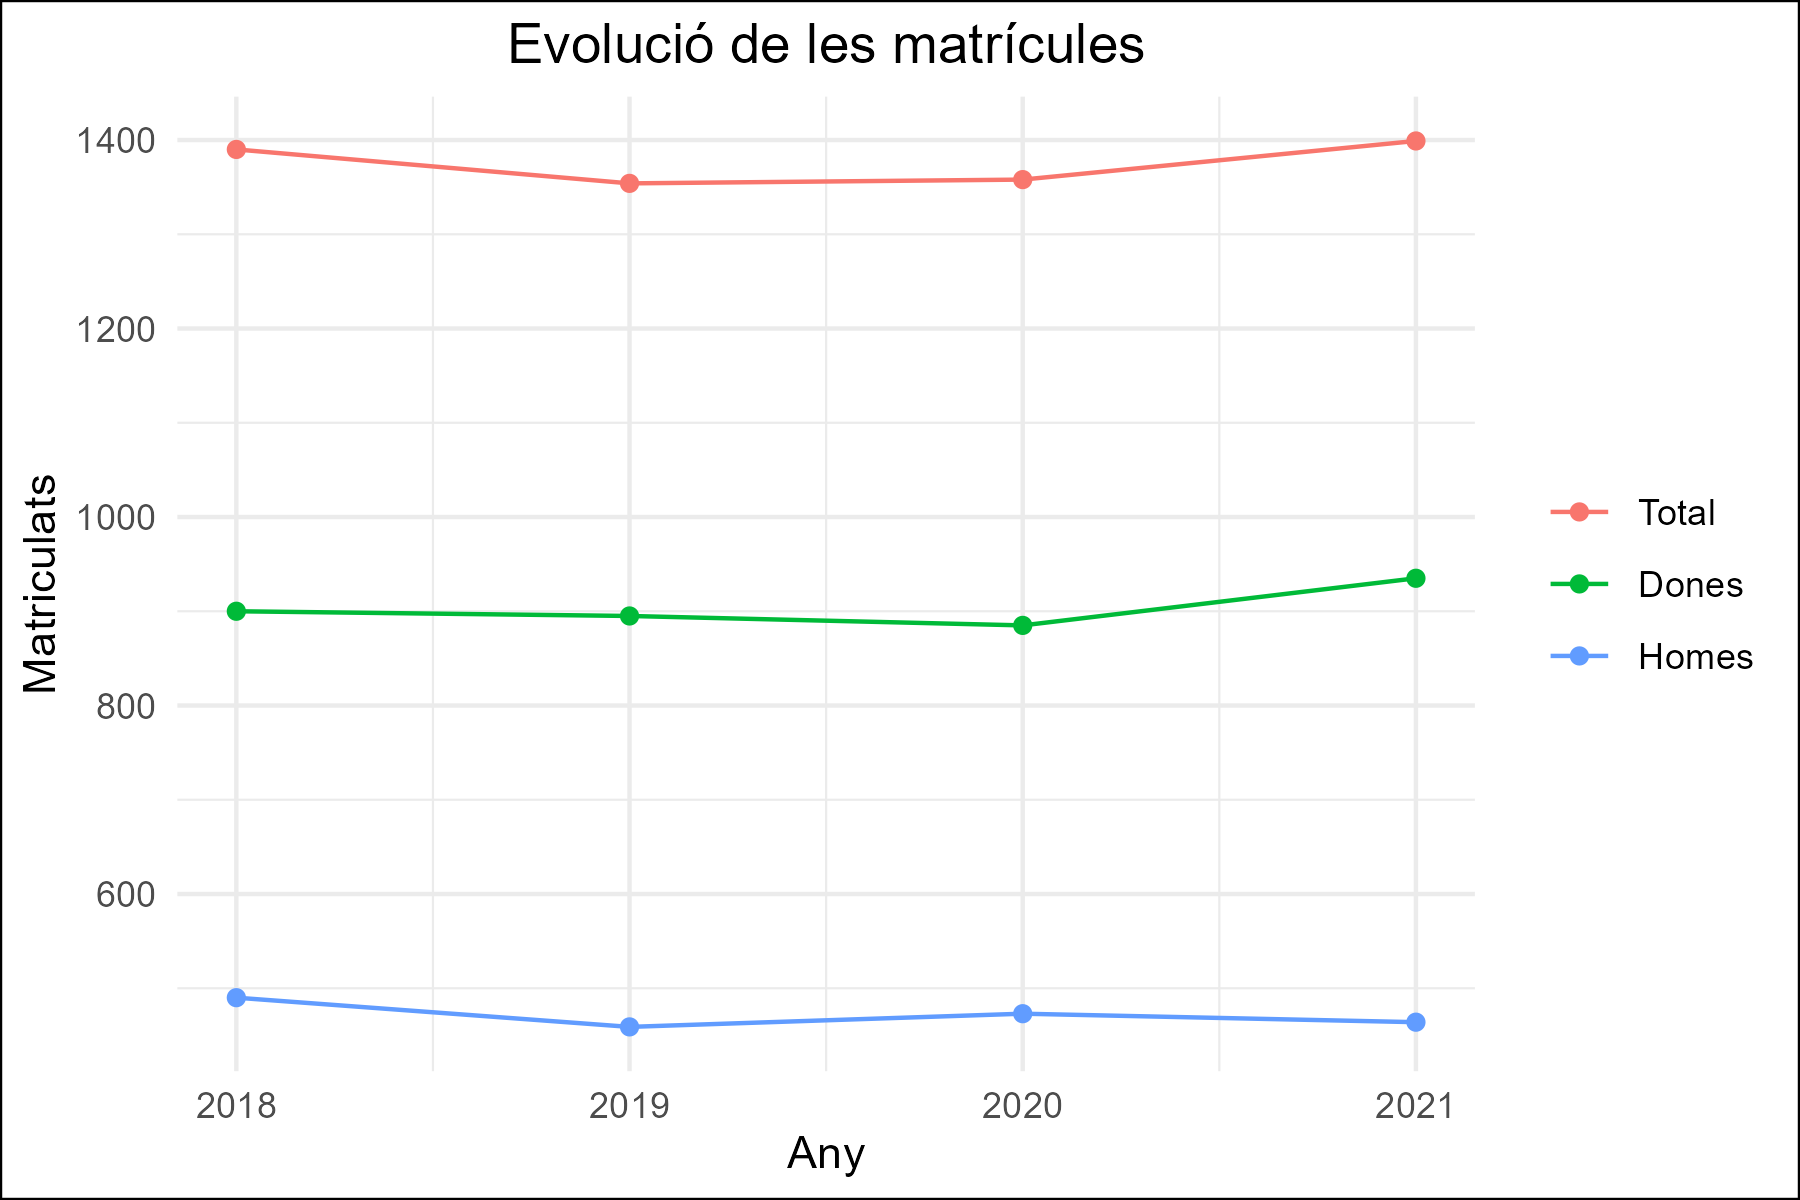 Evolució de les matrícules
1400
1200
1000
800
600
Matriculats
2018 2019 2020 2021
Any
Total
Dones
Homes